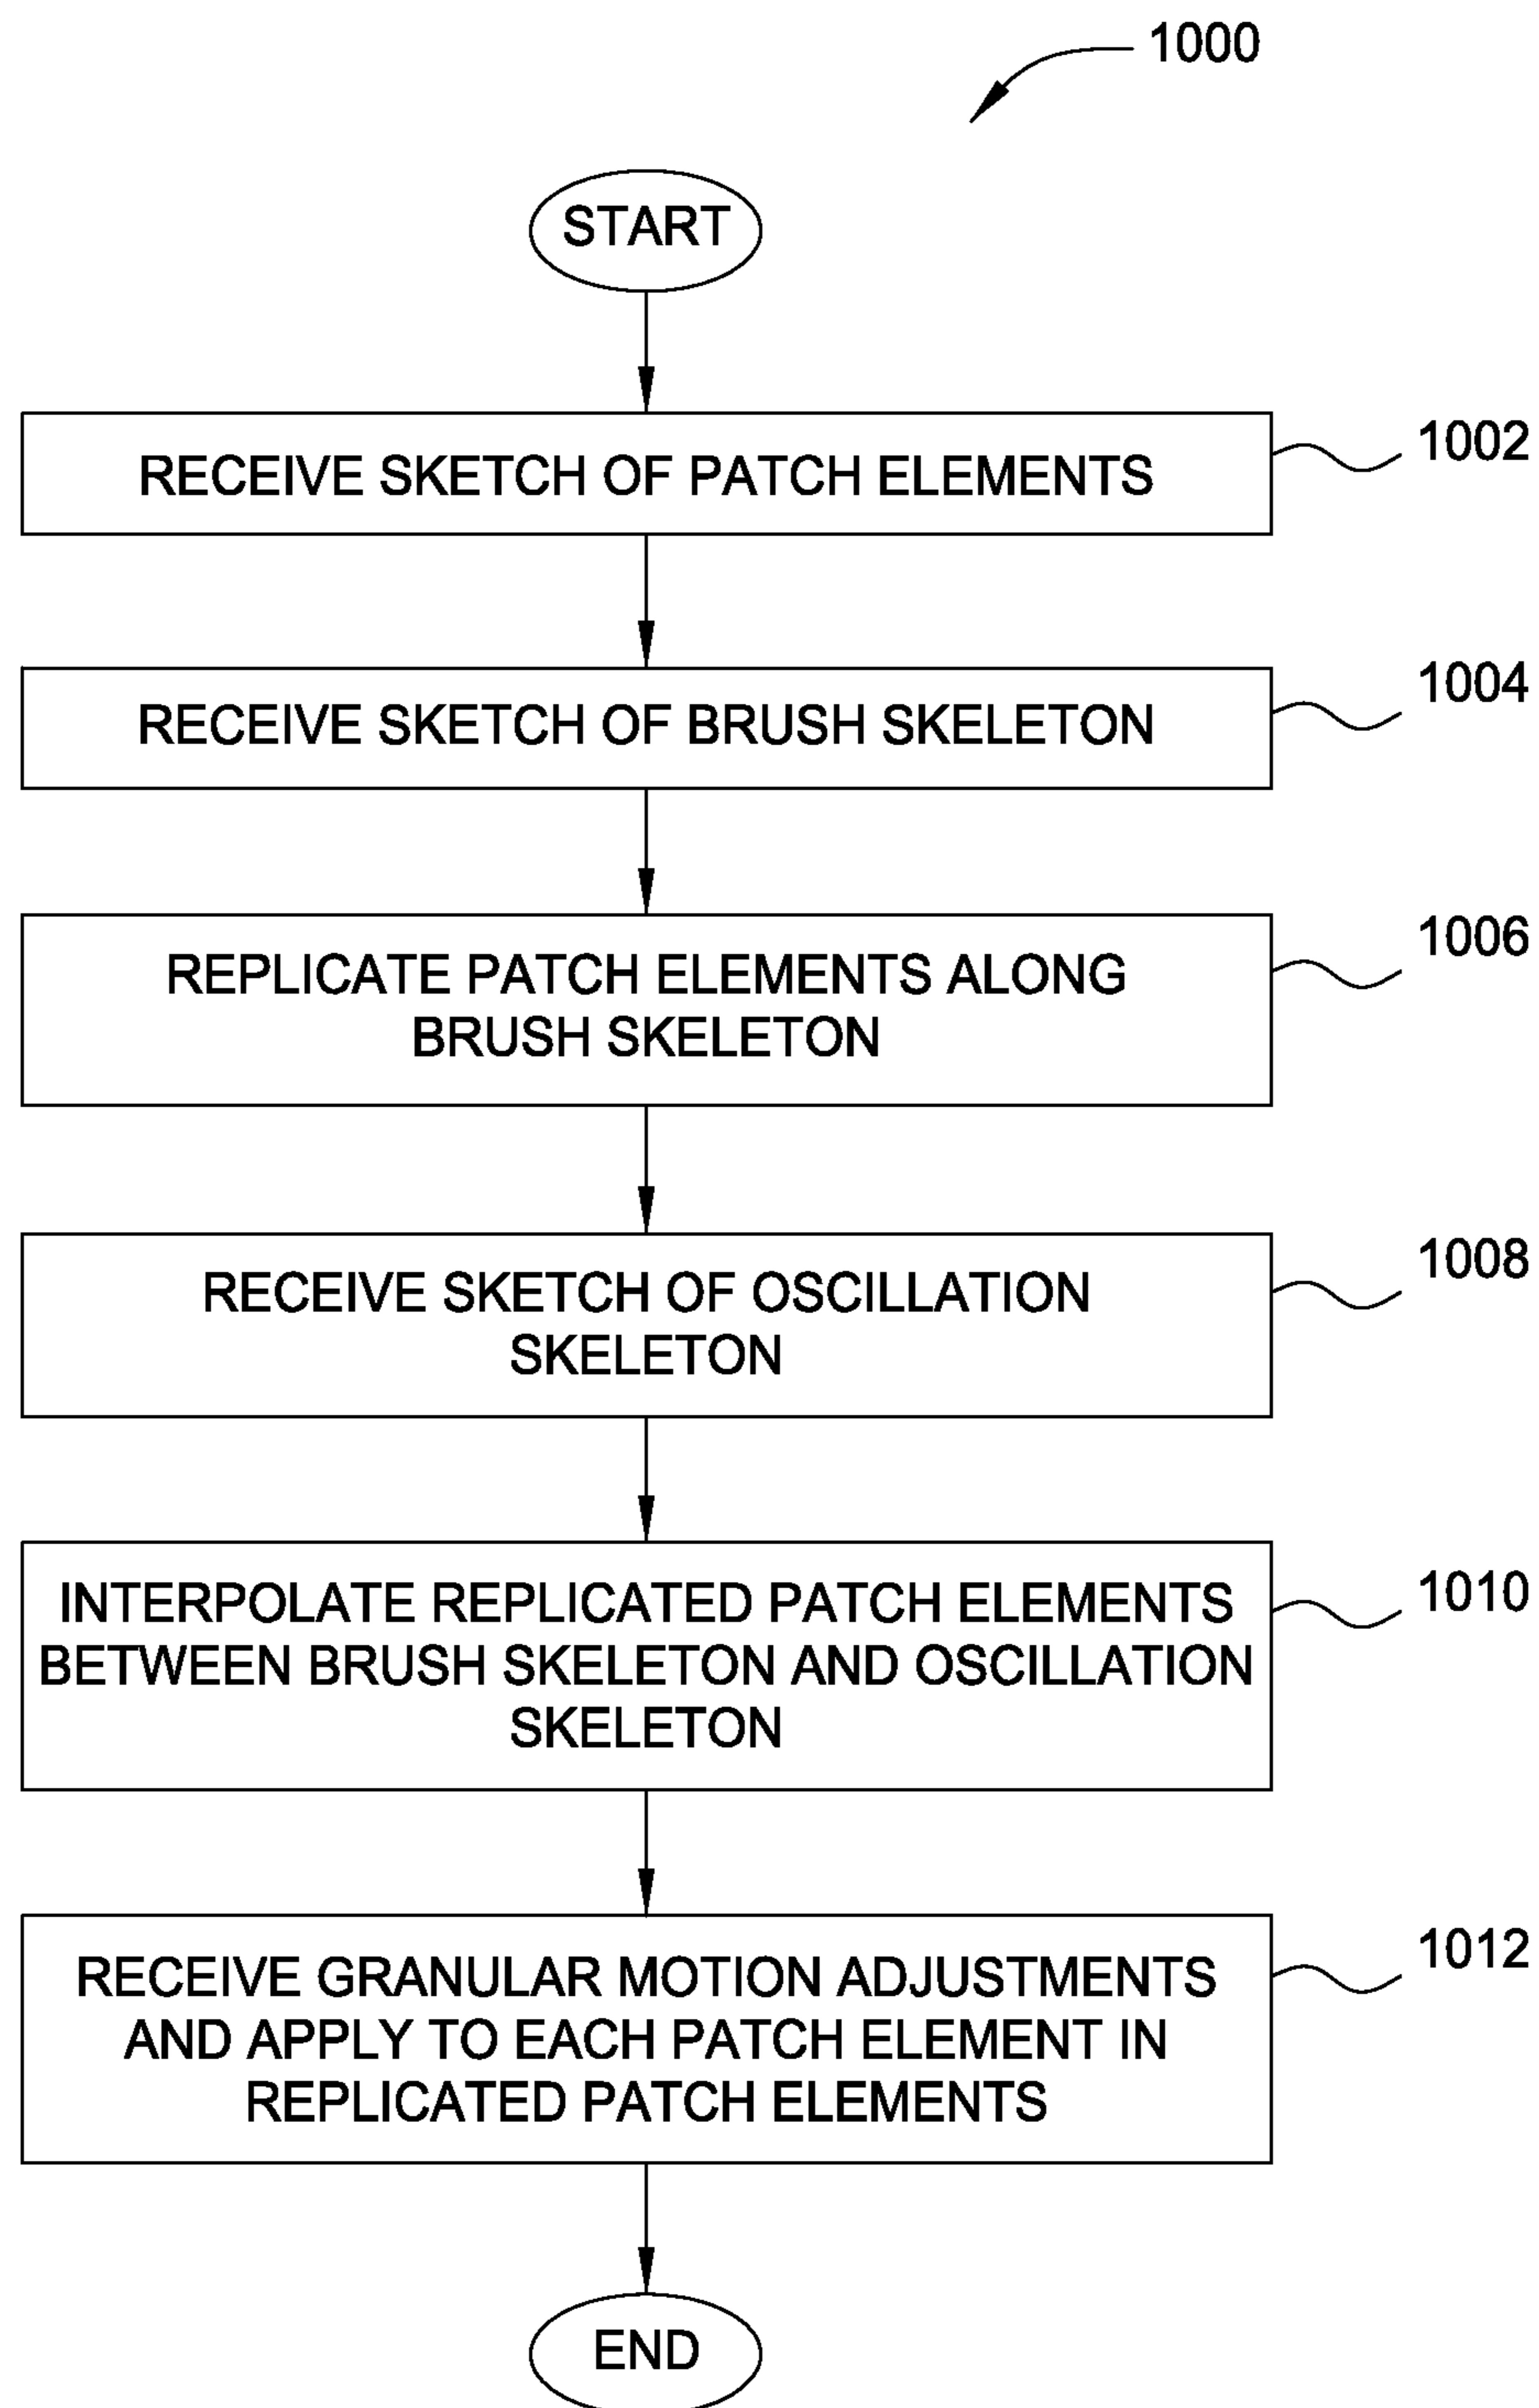 1000
START
RECEIVE SKETCH OF PATCH ELEMENTS
1002
RECEIVE SKETCH OF BRUSH SKELETON
1004
REPLICATE PATCH ELEMENTS ALONG
BRUSH SKELETON
1006
RECEIVE SKETCH OF OSCILLATION
SKELETON
1008
INTERPOLATE REPLICATED PATCH ELEMENTS
BETWEEN BRUSH SKELETON AND OSCILLATION
SKELETON
1010
RECEIVE GRANULAR MOTION ADJUSTMENTS
AND APPLY TO EACH PATCH ELEMENT IN
REPLICATED PATCH ELEMENTS
1012
END